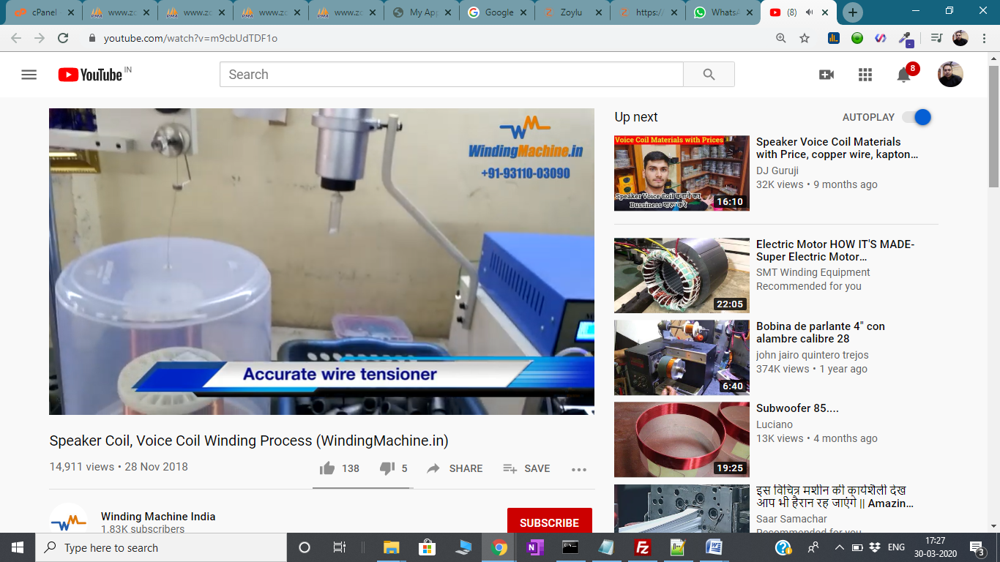 cPanel
www.zo
www.zo
www.zo
www.zo
My App
Google
Zoylu
https://
WhatsA
(8)
youtube.com/watch?v=m9cbUdTDF1o
YouTube IN
Search
8
WindingMachine.in
+91-93110-03090
Accurate wire tensioner
Speaker Coil, Voice Coil Winding Process (WindingMachine.in)
14,911 views • 28 Nov 2018
138
5
SHARE
SAVE
Winding Machine India
1.83K subscribers
SUBSCRIBE
Up next
AUTOPLAY
Voice Coil Materials with Prices
Speaker Voice Coil बनाने का
Bussiness शुरू करे
16:10
Speaker Voice Coil Materials
with Price, copper wire, kapton...
DJ Guruji
32K views • 9 months ago
22:05
Electric Motor HOW IT'S MADE-
Super Electric Motor...
SMT Winding Equipment
Recommended for you
6:40
Bobina de parlante 4" con
alambre calibre 28
john jairo quintero trejos
374K views • 1 year ago
19:25
Subwoofer 85....
Luciano
13K views • 4 months ago
इस विचित्र मशीन की कार्यशैली देख
आप भी हैरान रह जाएंगे || Amazin...
Saar Samachar
Recommended for you
Type here to search
ENG
17:27
30-03-2020
3